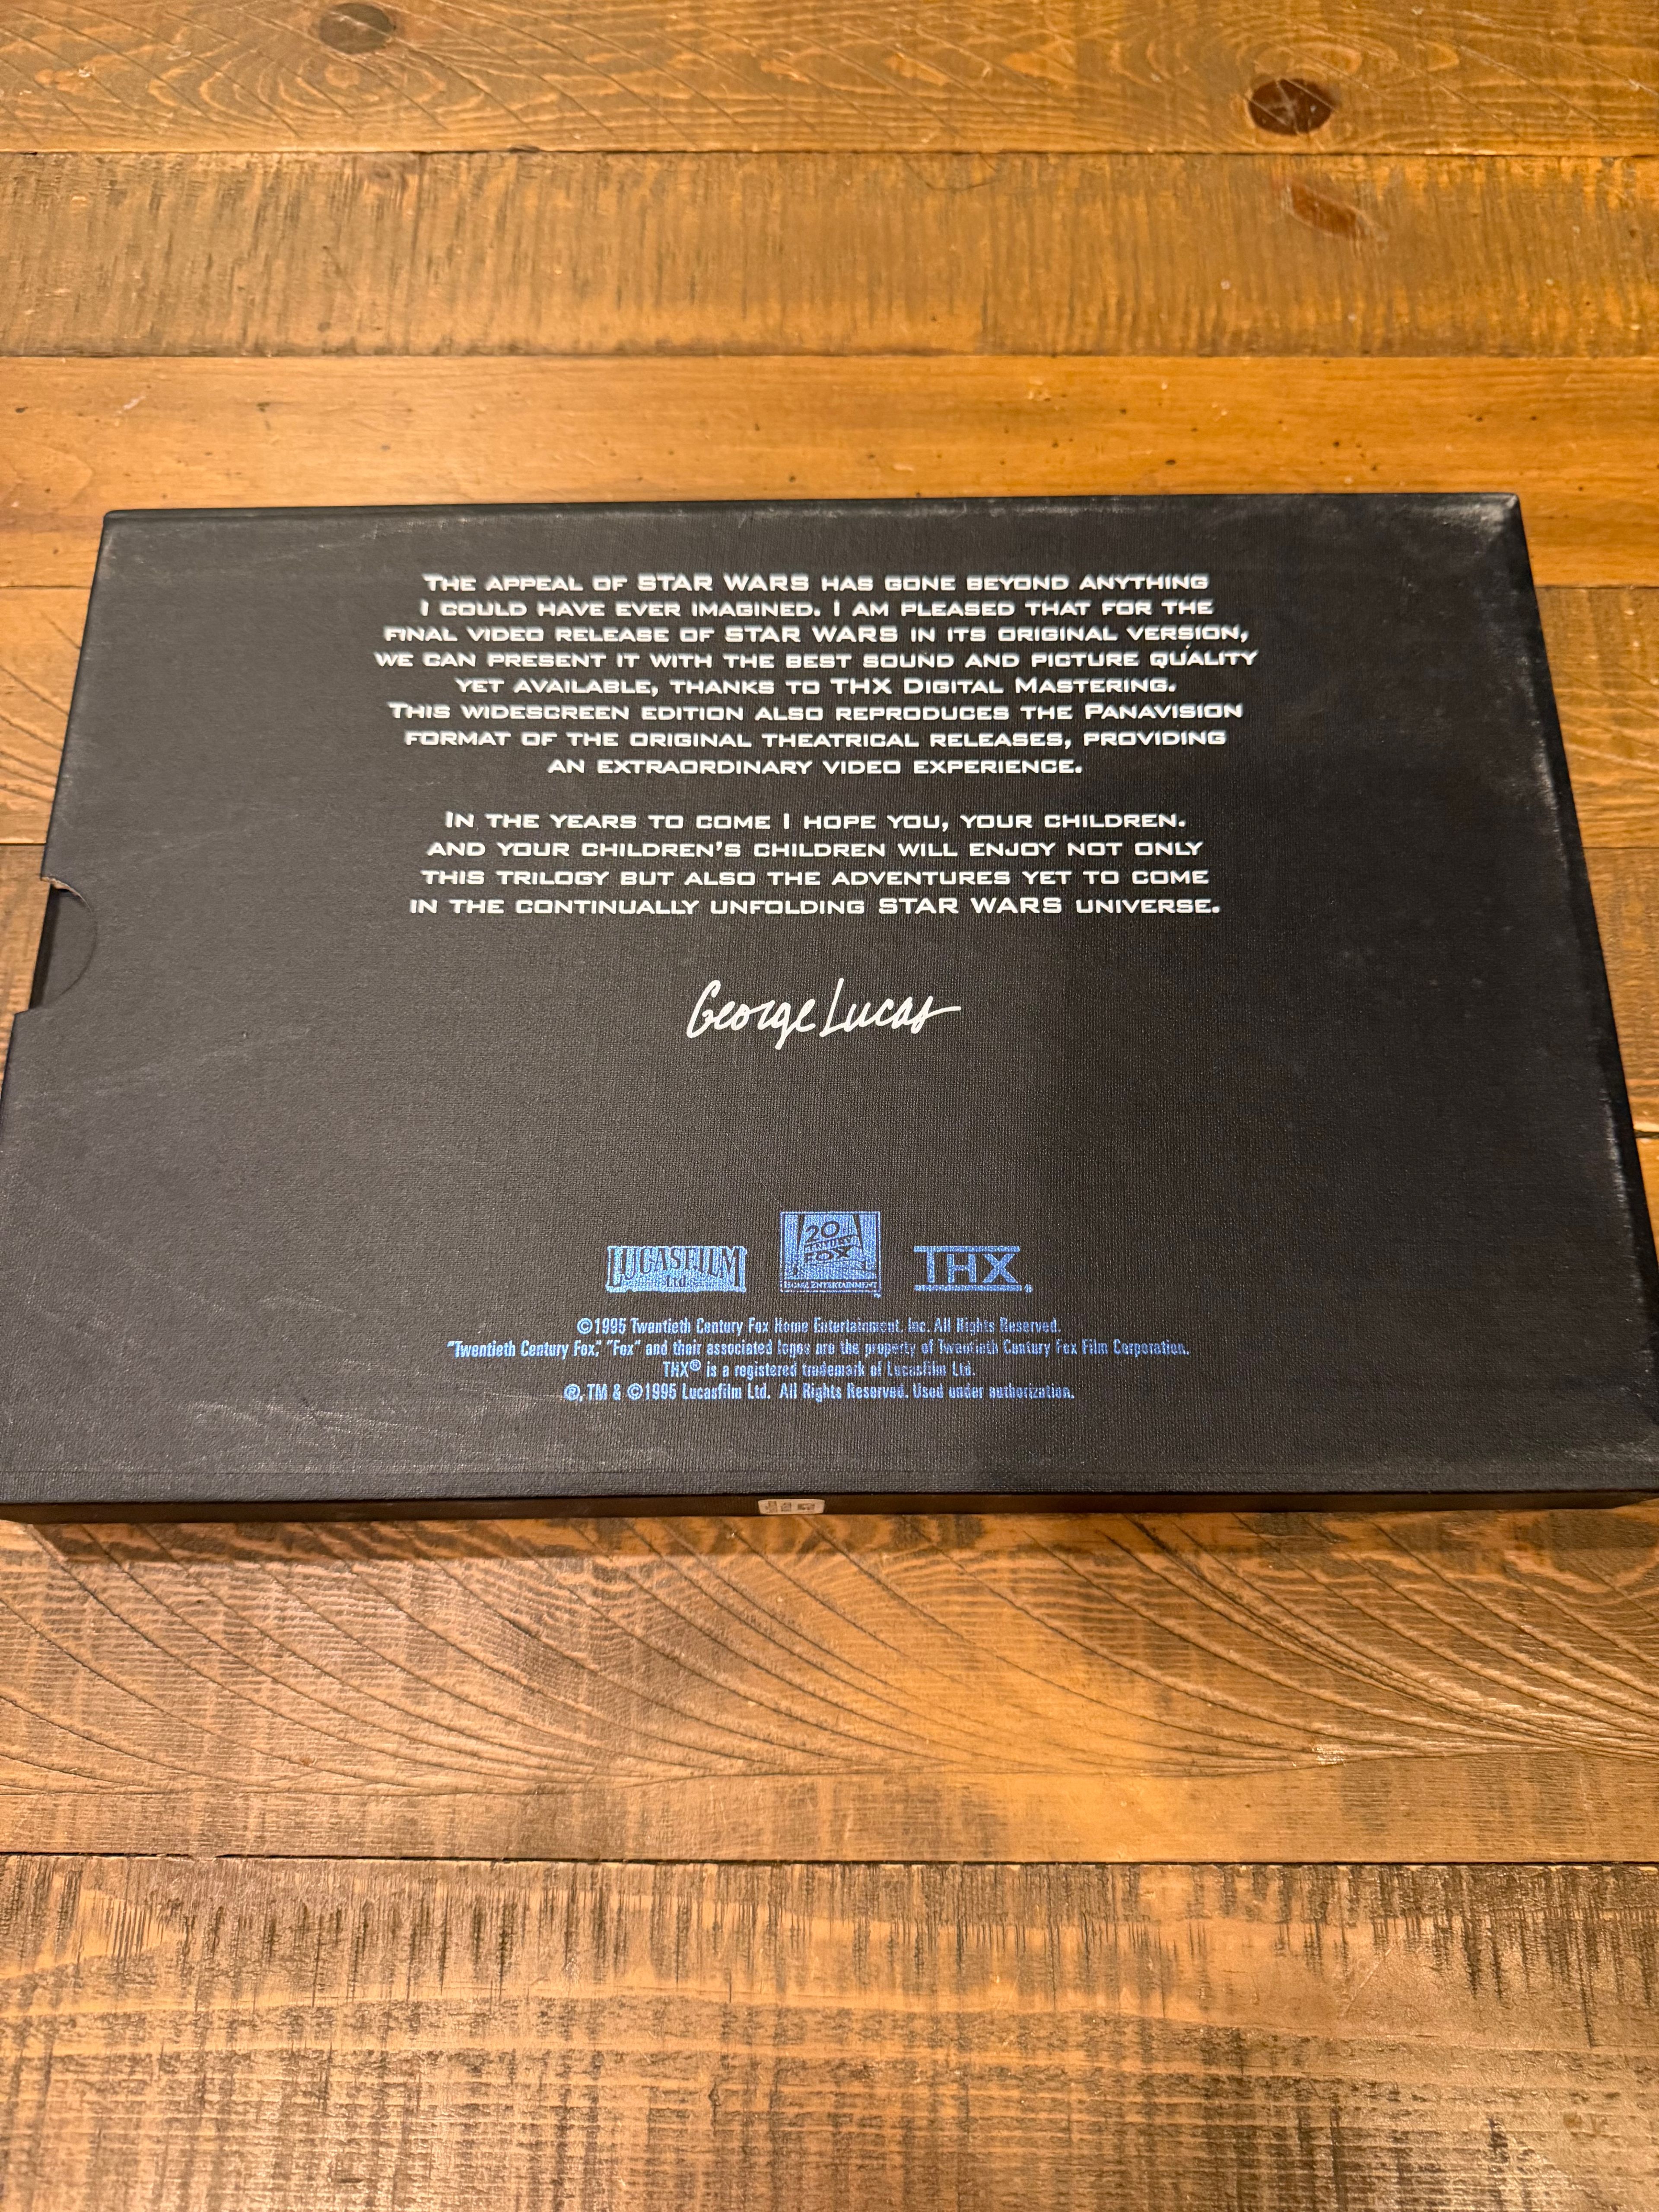 THE APPEAL OF STAR WARS HAS GONE BEYOND ANYTHING
I COULD HAVE EVER IMAGINED. I AM PLEASED THAT FOR THE
FINAL VIDEO RELEASE OF STAR WARS IN ITS ORIGINAL VERSION,
WE CAN PRESENT IT WITH THE BEST SOUND AND PICTURE QUALITY
YET AVAILABLE, THANKS TO THX DIGITAL MASTERING.
THIS WIDESCREEN EDITION ALSO REPRODUCES THE PANAVISION
FORMAT OF THE ORIGINAL THEATRICAL RELEASES, PROVIDING
AN EXTRAORDINARY VIDEO EXPERIENCE.
IN THE YEARS TO COME I HOPE YOU, YOUR CHILDREN.
AND YOUR CHILDREN'S CHILDREN WILL ENJOY NOT ONLY
THIS TRILOGY BUT ALSO THE ADVENTURES YET TO COME
IN THE CONTINUALLY UNFOLDING STAR WARS UNIVERSE.
George Lucas
LUCASFILM Ltd.
20TH CENTURY FOX
HOME ENTERTAINMENT™
THX®
©1995 Twentieth Century Fox Home Entertainment, Inc. All Rights Reserved.
"Twentieth Century Fox," "Fox" and their associated logos are the property of Twentieth Century Fox Film Corporation.
THX® is a registered trademark of Lucasfilm Ltd.
®, TM & ©1995 Lucasfilm Ltd. All Rights Reserved. Used under authorization.